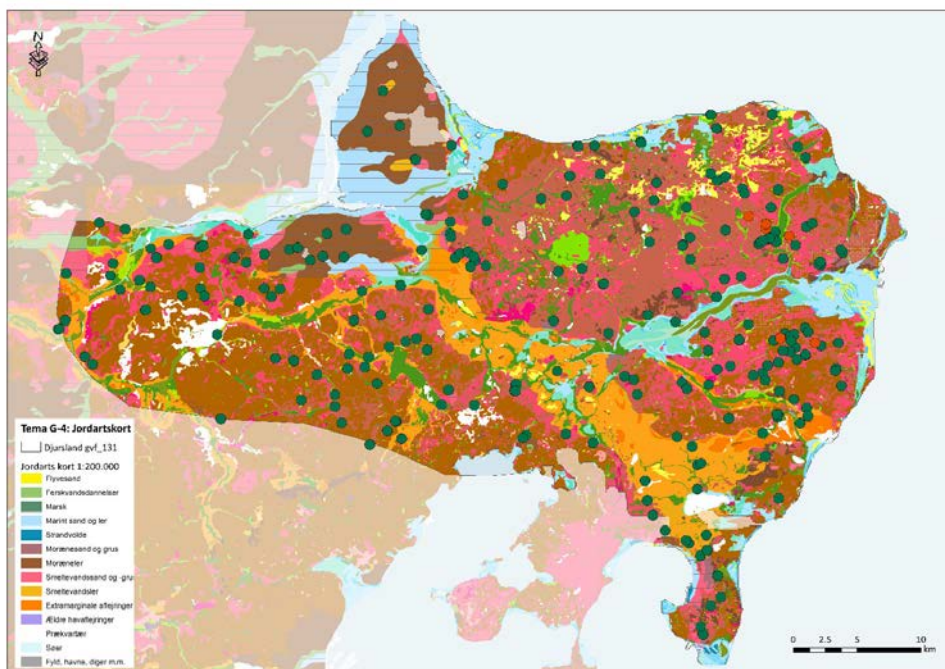 N
Tema G-4: Jordartskort
Djursland gvf_131
Jordarts kort 1:200.000
Flyvesand
Ferskvandsdannelser
Marsk
Marint sand og ler
Strandvolde
Morænesand og grus
Moræneler
Smeltevandssand og -grus
Smeltevandsler
Extramarginale aflejringer
Ældre havaflejringer
Prækvartær
Søer
Fyld, havne, diger m.m.
0 2.5 5 10
km